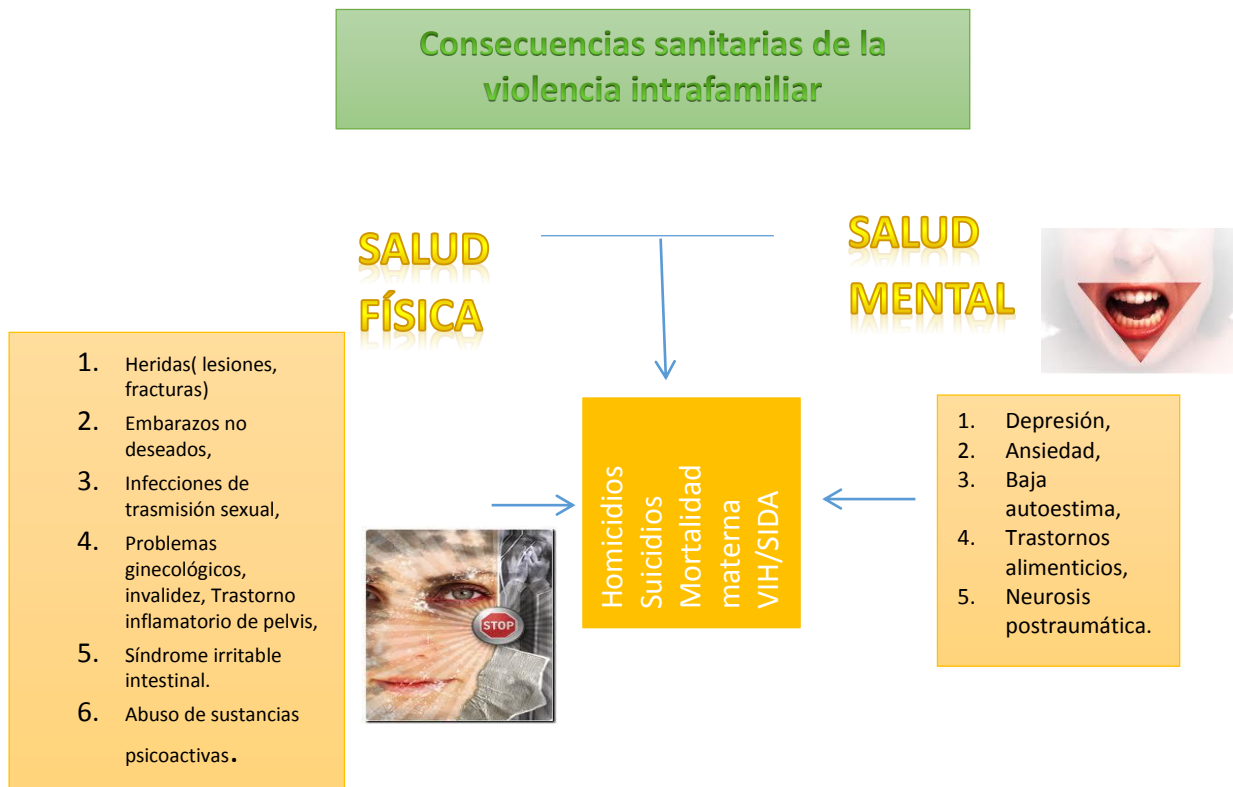 Consecuencias sanitarias de la
violencia intrafamiliar
SALUD
FÍSICA
SALUD
MENTAL
1. Heridas( lesiones,
fracturas)
2. Embarazos no
deseados,
3. Infecciones de
trasmisión sexual,
4. Problemas
ginecológicos,
invalidez, Trastorno
inflamatorio de pelvis,
5. Síndrome irritable
intestinal.
6. Abuso de sustancias
psicoactivas.
STOP
Homicidios
Suicidios
Mortalidad
materna
VIH/SIDA
1. Depresión,
2. Ansiedad,
3. Baja
autoestima,
4. Trastornos
alimenticios,
5. Neurosis
postraumática.